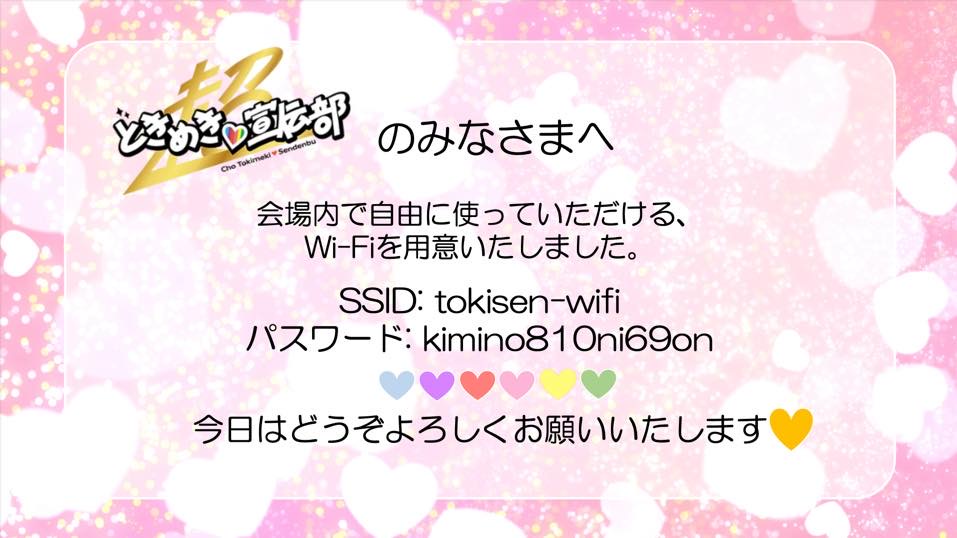 超ときめき♡宣伝部
Cho Tokimeki♥Sendenbu
のみなさまへ
会場内で自由に使っていただける、
Wi-Fiを用意いたしました。
SSID: tokisen-wifi
パスワード: kimino810ni69on
今日はどうぞよろしくお願いいたします